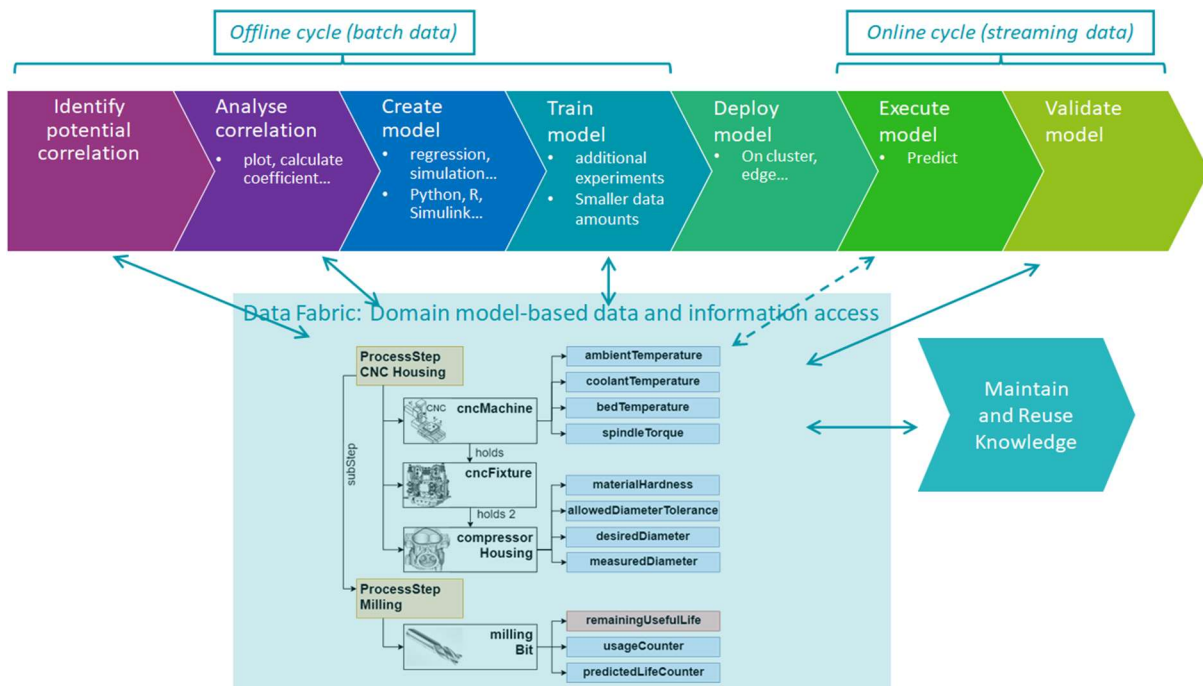 Offline cycle (batch data)
Online cycle (streaming data)
Identify
potential
correlation
Analyse
correlation
• plot, calculate
coefficient...
Create
model
• regression,
simulation...
• Python, R,
Simulink...
Train
model
• additional
experiments
• Smaller data
amounts
Deploy
model
• On cluster,
edge...
Execute
model
• Predict
Validate
model
Data Fabric: Domain model-based data and information access
ProcessStep
CNC Housing
subStep
CNC
cncMachine
holds
cncFixture
holds 2
compressor
Housing
ambientTemperature
coolantTemperature
bedTemperature
spindleTorque
materialHardness
allowedDiameterTolerance
desiredDiameter
measuredDiameter
ProcessStep
Milling
milling
Bit
remainingUsefulLife
usageCounter
predictedLifeCounter
Maintain
and Reuse
Knowledge